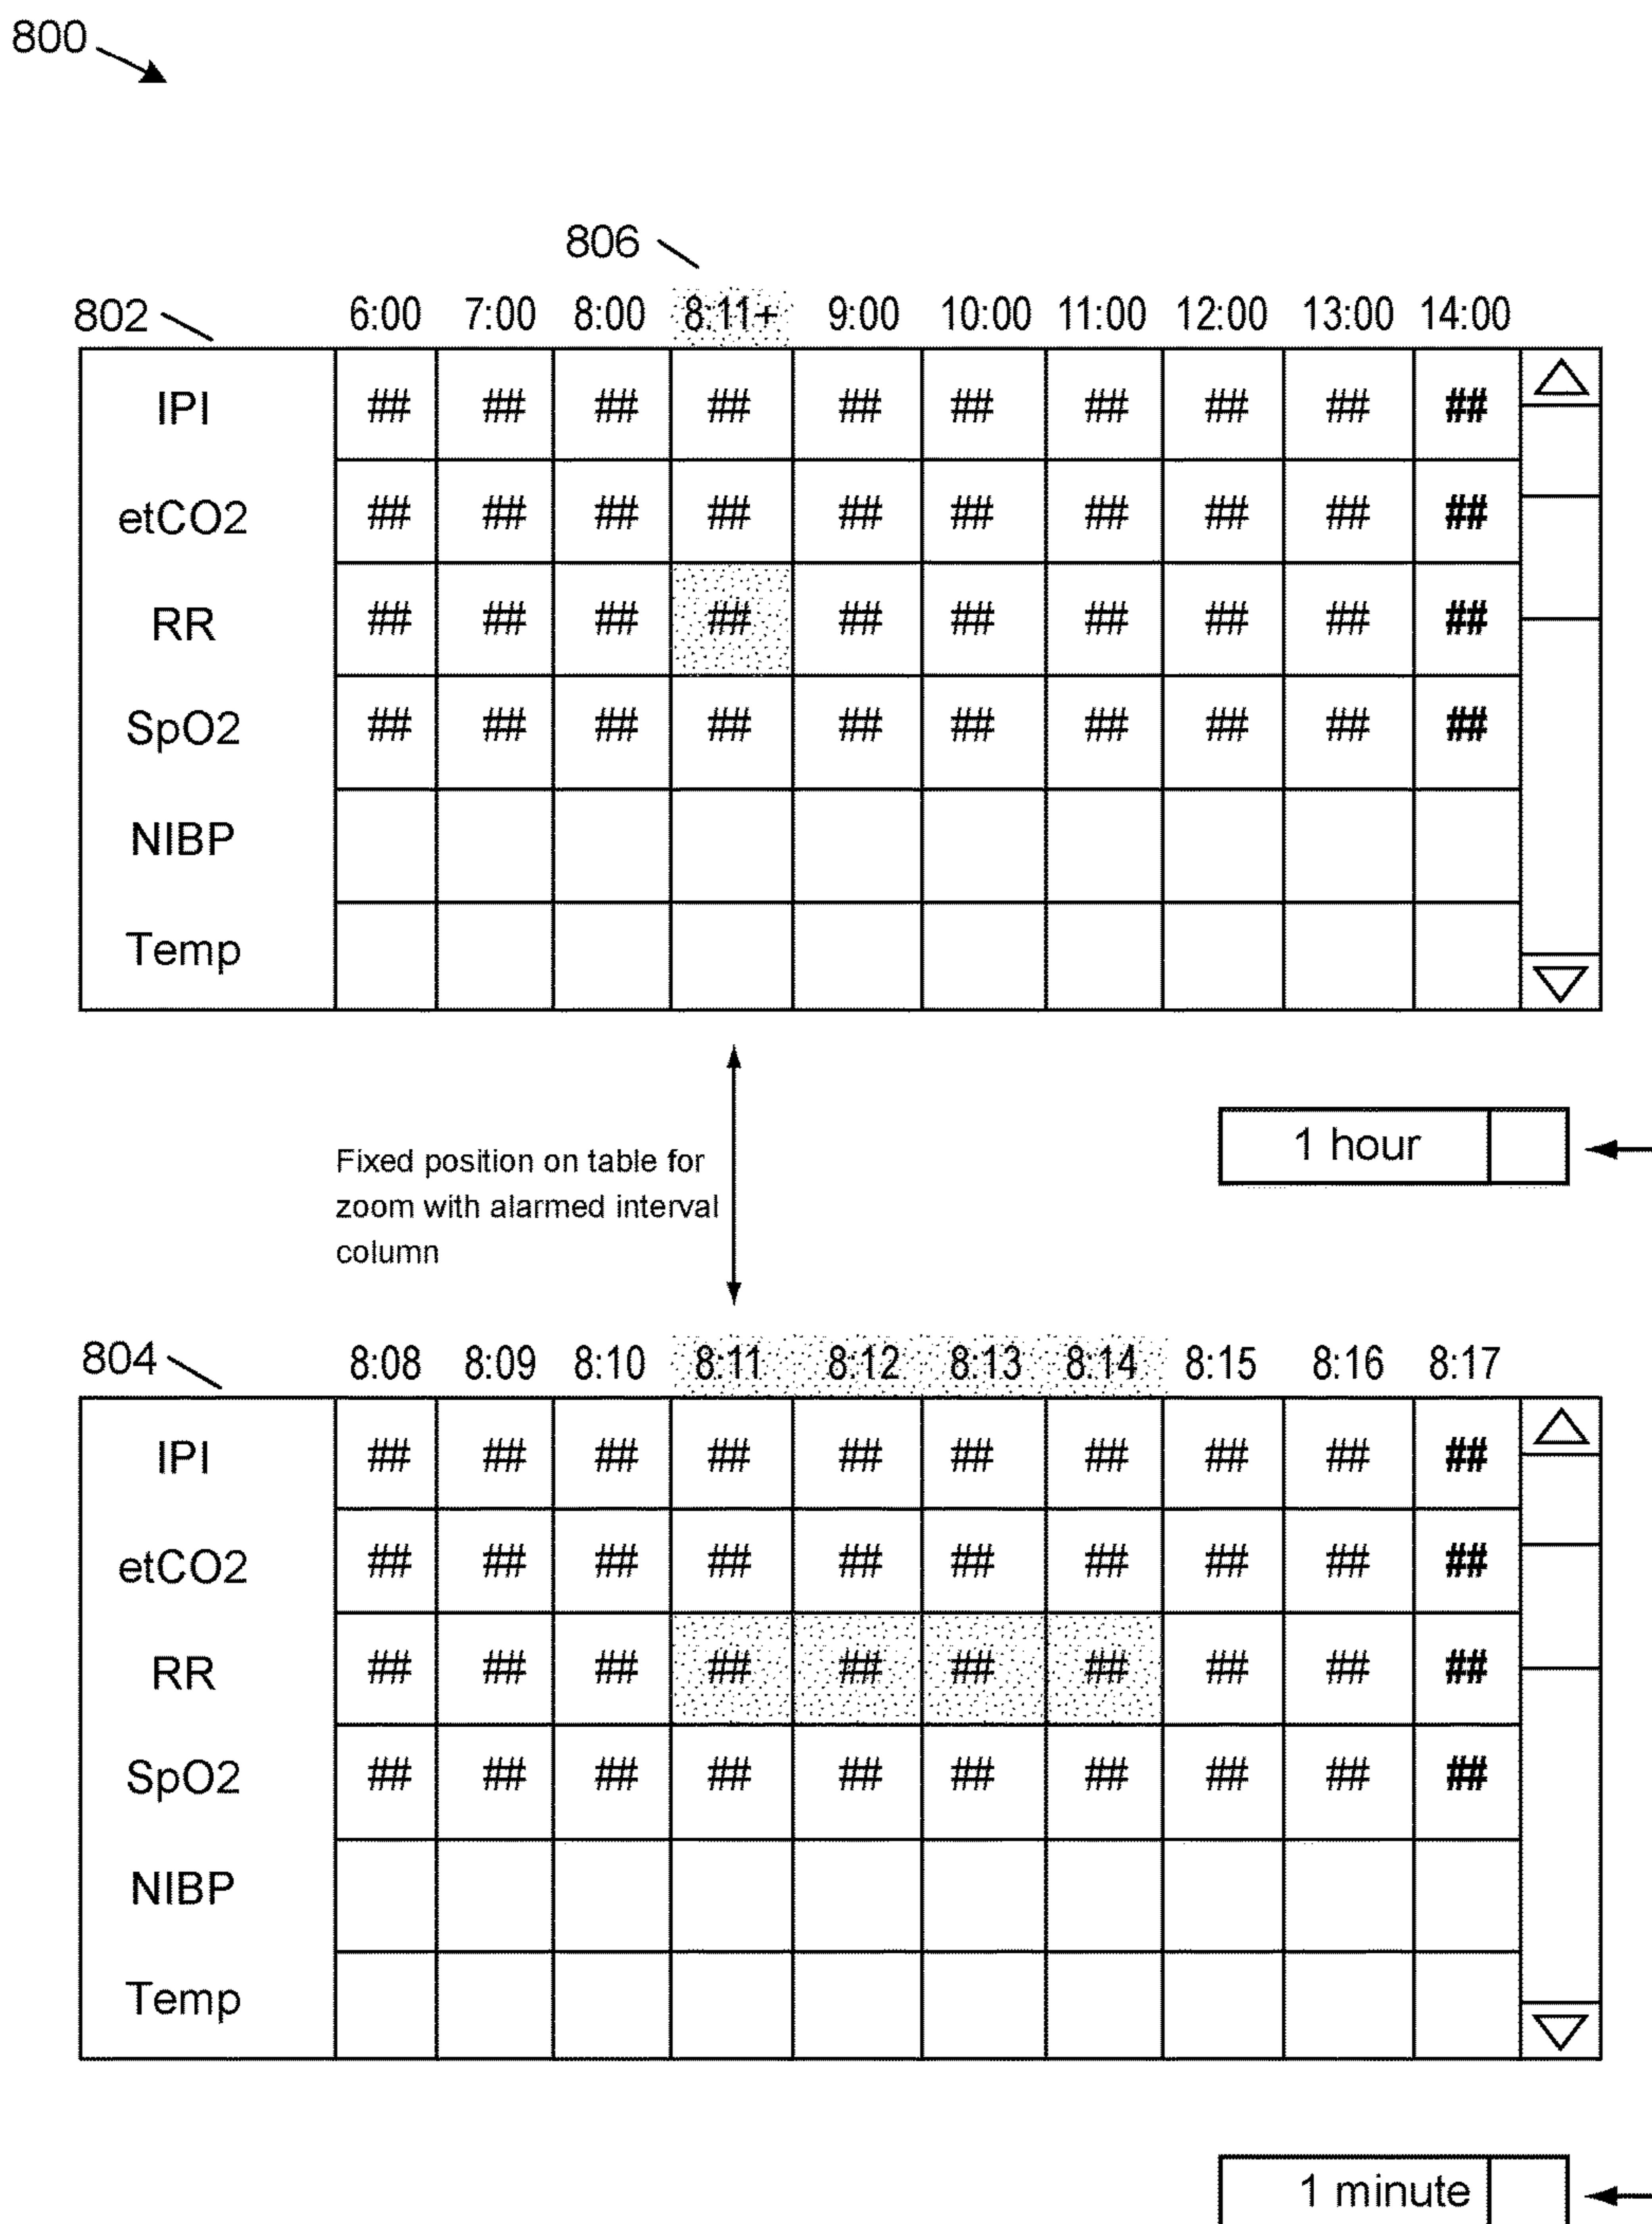 800
806
802
6:00 7:00 8:00 8:11+ 9:00 10:00 11:00 12:00 13:00 14:00
IPI ## ## ## ## ## ## ## ## ## ##
etCO2 ## ## ## ## ## ## ## ## ## ##
RR ## ## ## ## ## ## ## ## ## ##
SpO2 ## ## ## ## ## ## ## ## ## ##
NIBP
Temp
1 hour
Fixed position on table for
zoom with alarmed interval
column
804
8:08 8:09 8:10 8:11 8:12 8:13 8:14 8:15 8:16 8:17
IPI ## ## ## ## ## ## ## ## ## ##
etCO2 ## ## ## ## ## ## ## ## ## ##
RR ## ## ## ## ## ## ## ## ## ##
SpO2 ## ## ## ## ## ## ## ## ## ##
NIBP
Temp
1 minute